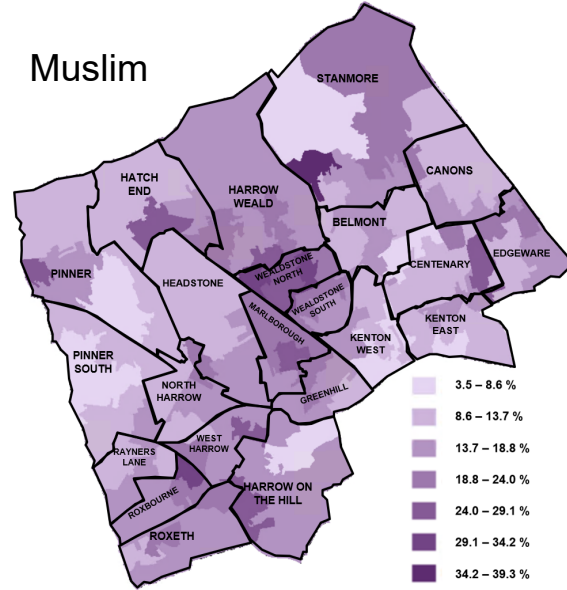 Muslim
STANMORE
HATCH
END
HARROW
WEALD
CANONS
BELMONT
EDGEWARE
PINNER
HEADSTONE
WEALDSTONE
NORTH
CENTENARY
WEALDSTONE
SOUTH
MARLBOROUGH
KENTON
EAST
KENTON
WEST
PINNER
SOUTH
NORTH
HARROW
GREENHILL
3.5 – 8.6 %
8.6 – 13.7 %
13.7 – 18.8 %
18.8 – 24.0 %
24.0 – 29.1 %
29.1 – 34.2 %
34.2 – 39.3 %
RAYNERS
LANE
WEST
HARROW
HARROW ON
THE HILL
ROXBOURNE
ROXETH